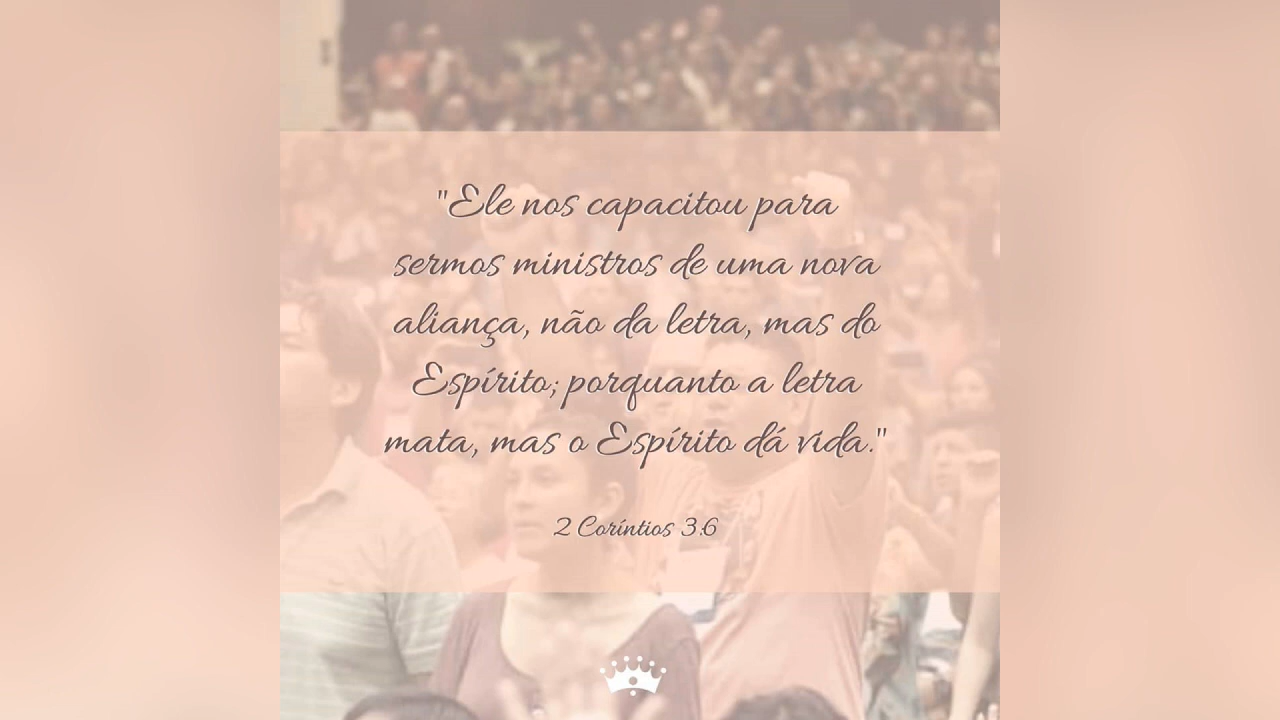 "Ele nos capacitou para
sermos ministros de uma nova
aliança, não da letra, mas do
Espírito; porquanto a letra
mata, mas o Espírito dá vida."
2 Coríntios 3:6